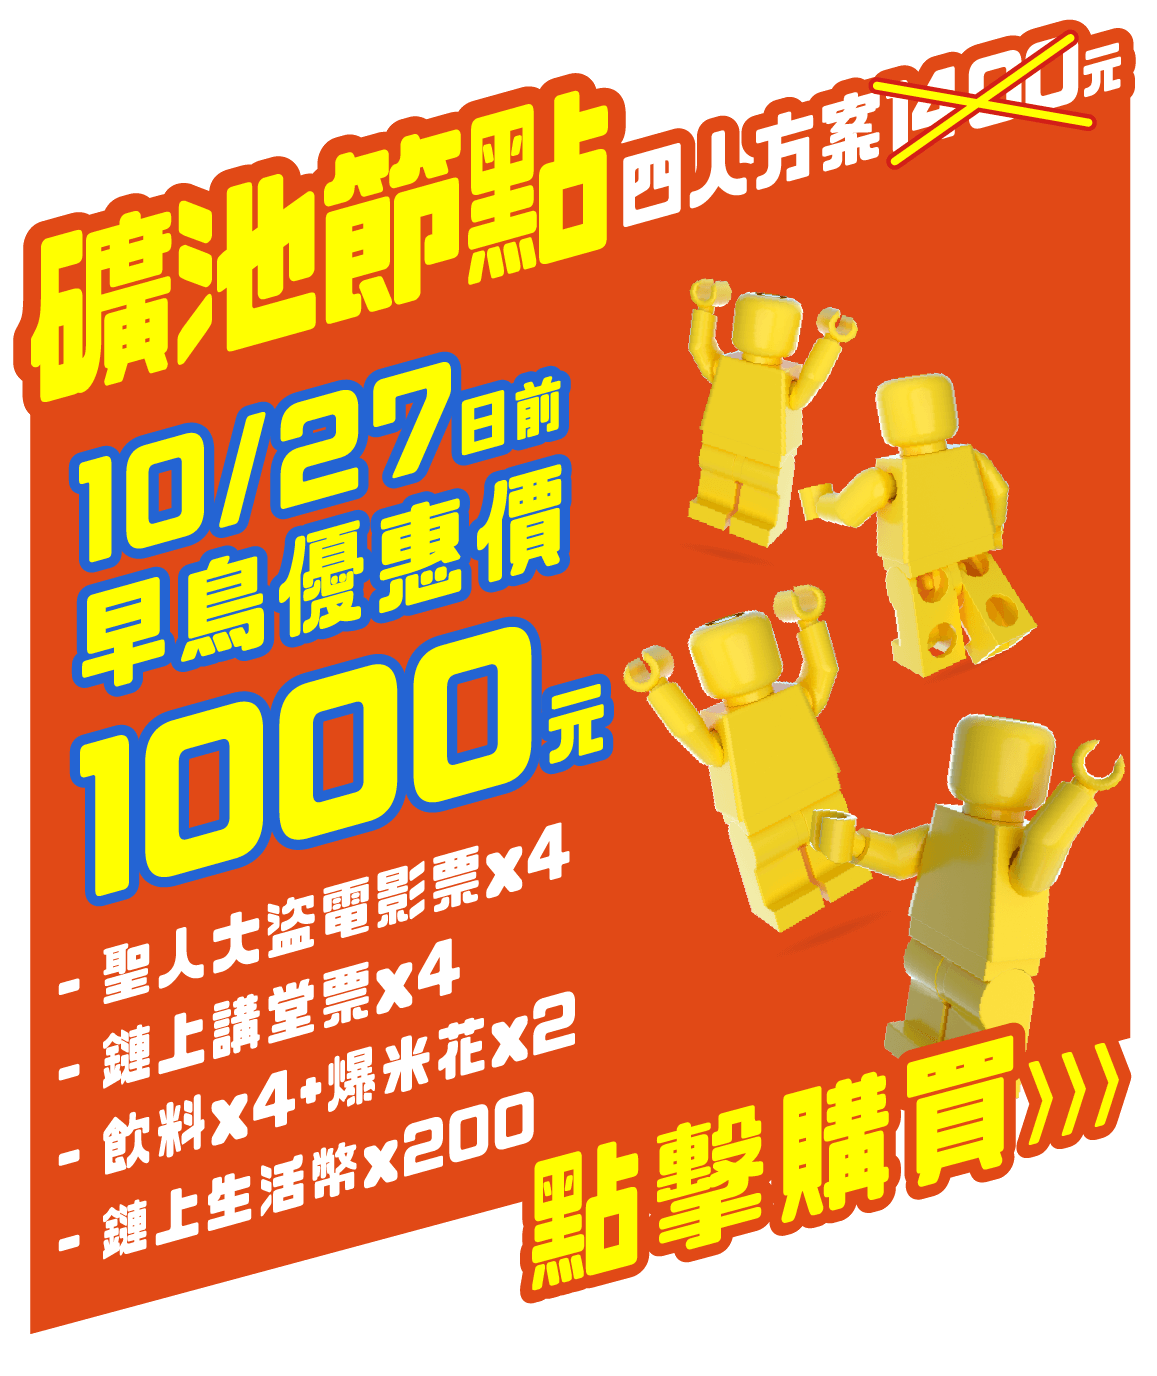 礦池節點 四人方案1400元
10/27日前
早鳥優惠價
1000元
- 聖人大盜電影票x4
- 鏈上講堂票x4
- 飲料x4+爆米花x2
- 鏈上生活幣x200
點擊購買